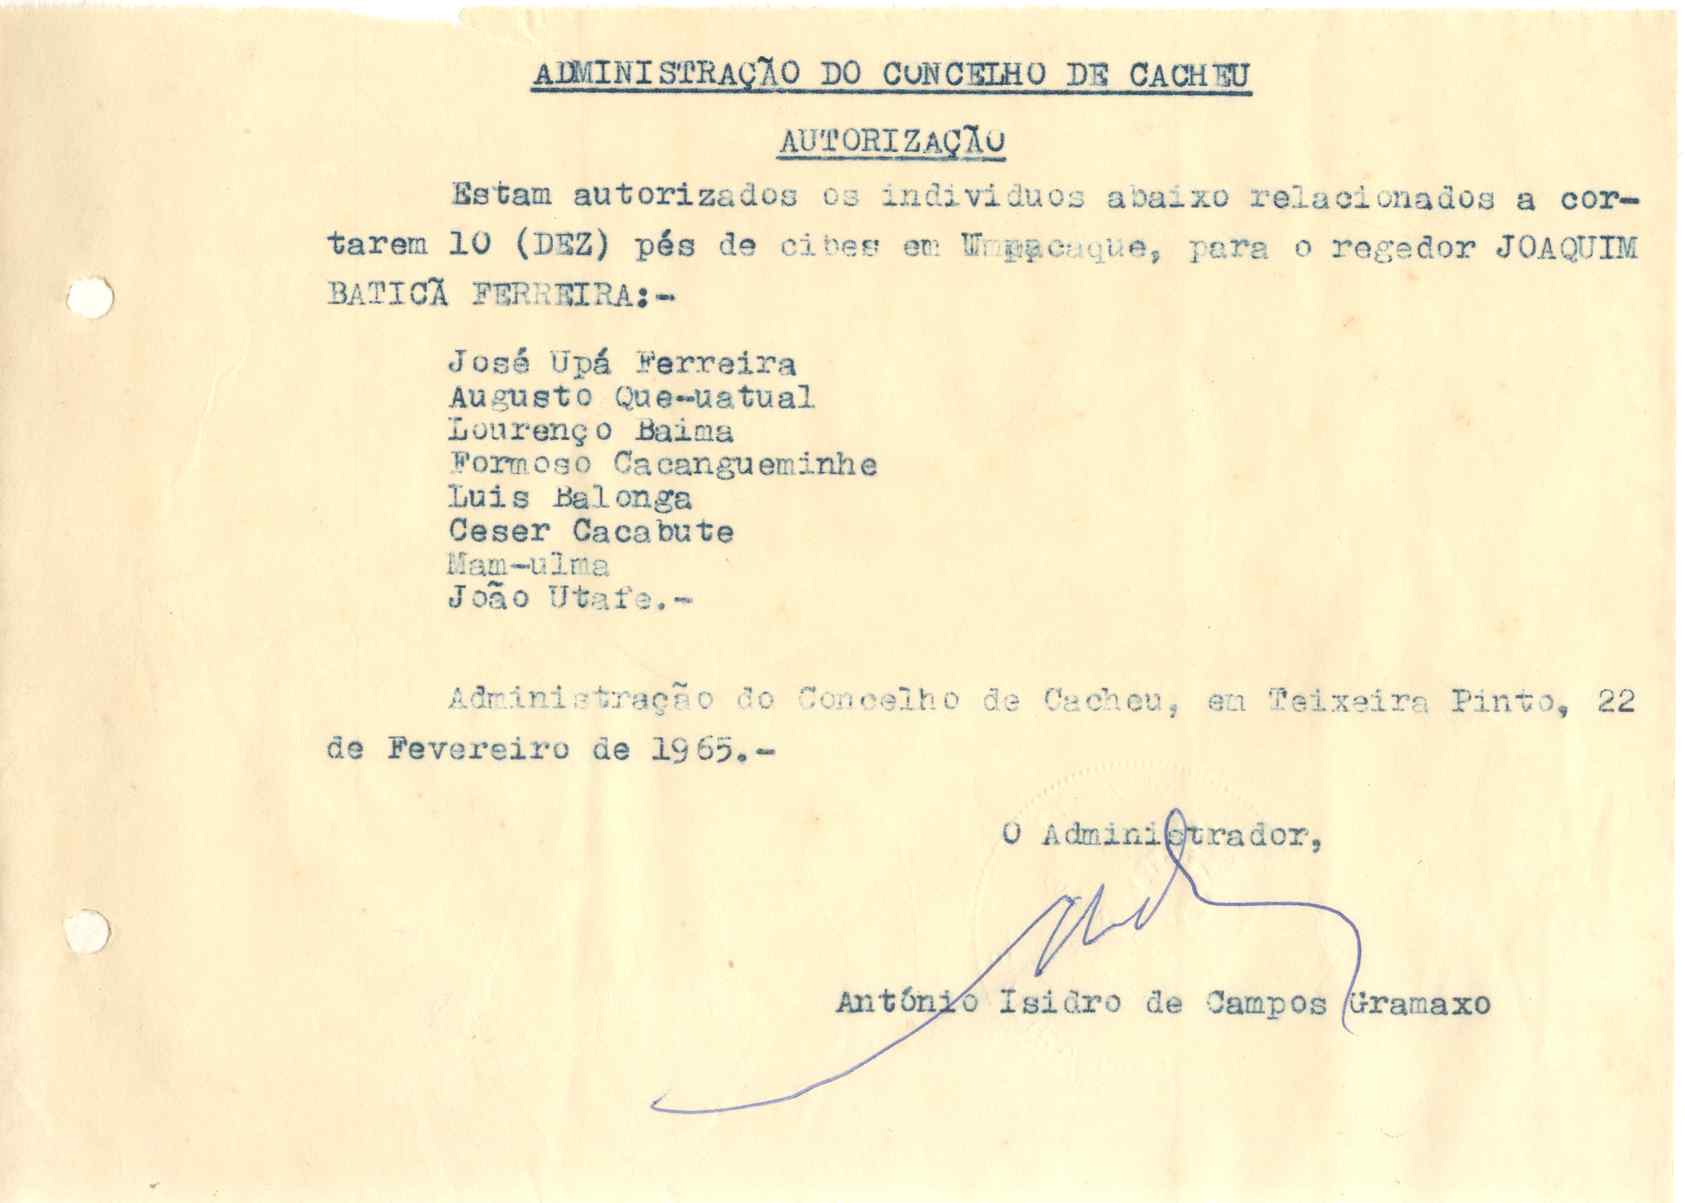 ADMINISTRAÇÃO DO CONCELHO DE CACHEU
AUTORIZAÇÃO
Estam autorizados os individuos abaixo relacionados a cor-
tarem 10 (DEZ) pés de cibes em para o regedor JOAQUIM
BATICÃ FERREIRA:-
José Upá Ferreira
Augusto Que-uatual
Lourenço Baima
Formoso Cacangueminhe
Luis Balonga
Ceser Cacabute
Mam-ulma
João Utafe.-
Administração do Concelho de Cacheu, em Teixeira Pinto, 22
de Fevereiro de 1965.-
O Administrador,
António Isidro de Campos Gramaxo